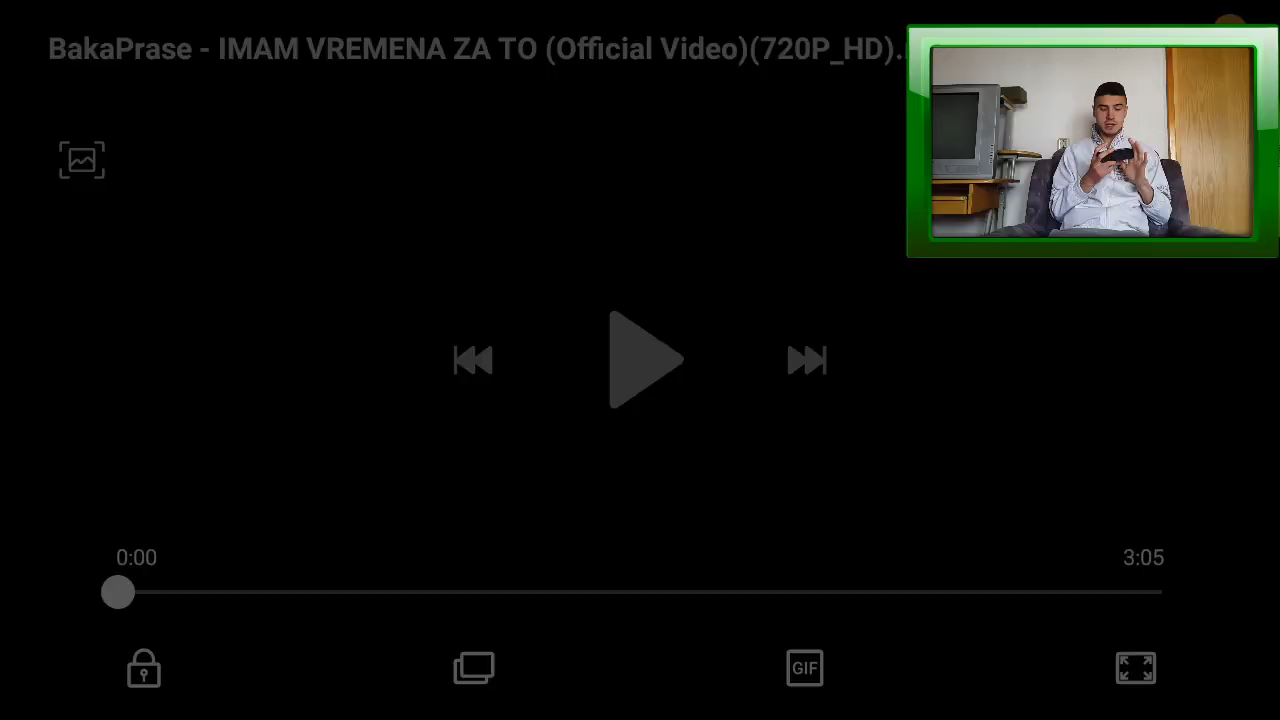 BakaPrase - IMAM VREMENA ZA TO (Official Video)(720P_HD).
0:00
3:05
GIF